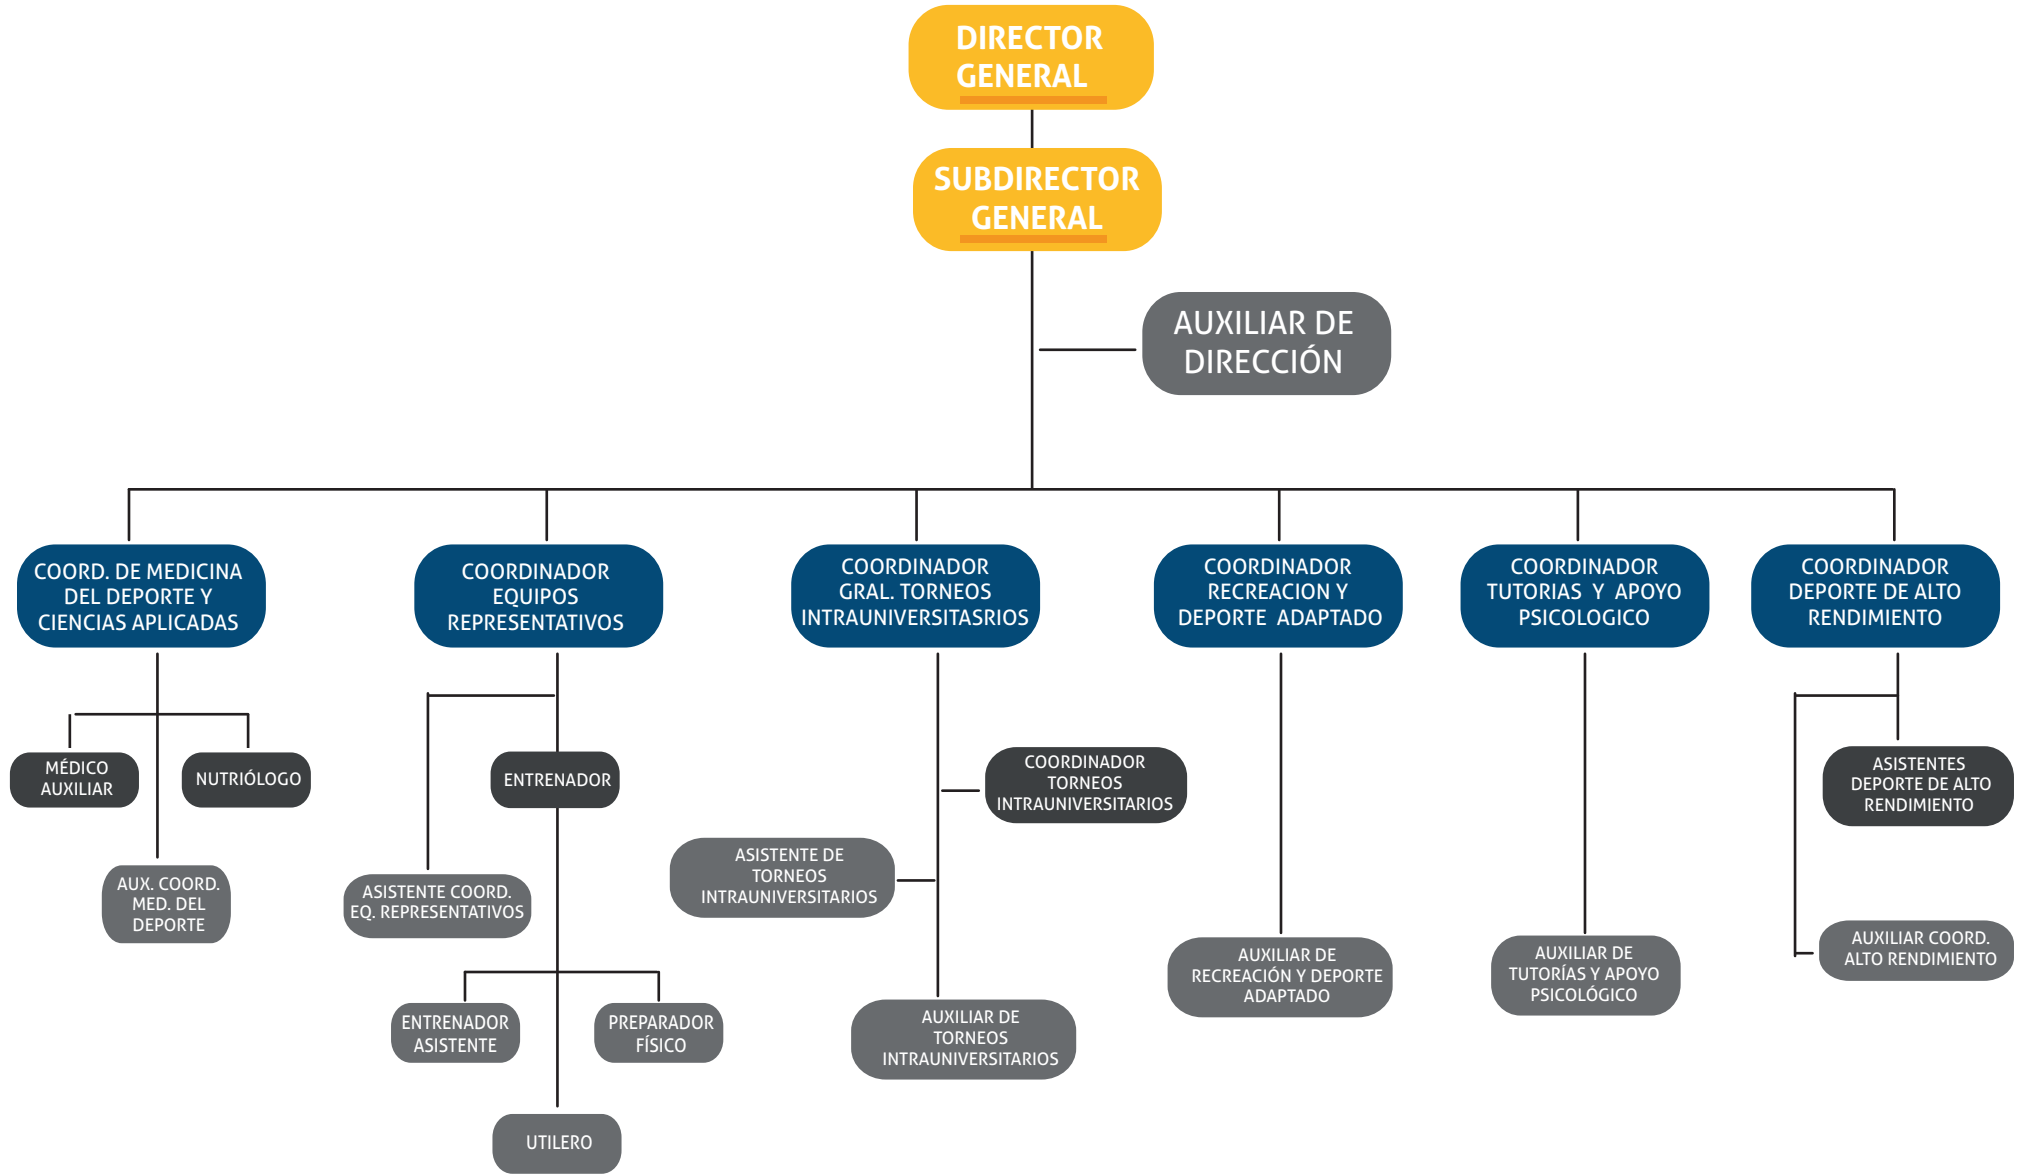 DIRECTOR
GENERAL
SUBDIRECTOR
GENERAL
AUXILIAR DE
DIRECCIÓN
COORD. DE MEDICINA
DEL DEPORTE Y
CIENCIAS APLICADAS
COORDINADOR
EQUIPOS
REPRESENTATIVOS
COORDINADOR
GRAL. TORNEOS
INTRAUNIVERSITASRIOS
COORDINADOR
RECREACION Y
DEPORTE ADAPTADO
COORDINADOR
TUTORIAS Y APOYO
PSICOLOGICO
COORDINADOR
DEPORTE DE ALTO
RENDIMIENTO
MÉDICO
AUXILIAR
NUTRIÓLOGO
AUX. COORD.
MED. DEL
DEPORTE
ENTRENADOR
ASISTENTE COORD.
EQ. REPRESENTATIVOS
ENTRENADOR
ASISTENTE
PREPARADOR
FÍSICO
UTILERO
COORDINADOR
TORNEOS
INTRAUNIVERSITARIOS
ASISTENTE DE
TORNEOS
INTRAUNIVERSITARIOS
AUXILIAR DE
TORNEOS
INTRAUNIVERSITARIOS
AUXILIAR DE
RECREACIÓN Y DEPORTE
ADAPTADO
AUXILIAR DE
TUTORÍAS Y APOYO
PSICOLÓGICO
ASISTENTES
DEPORTE DE ALTO
RENDIMIENTO
AUXILIAR COORD.
ALTO RENDIMIENTO